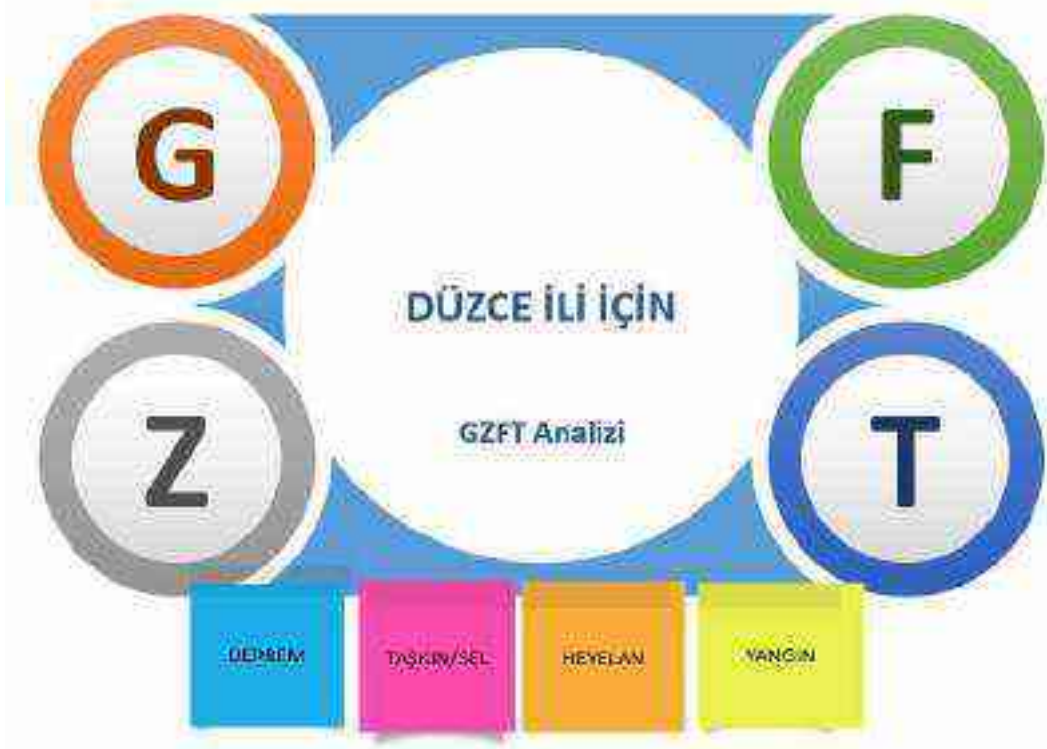 G
F
DÜZCE İLİ İÇİN
GZFT Analizi
Z
T
DEPREM
TAŞKIN/SEL
HEYELAN
YANGIN